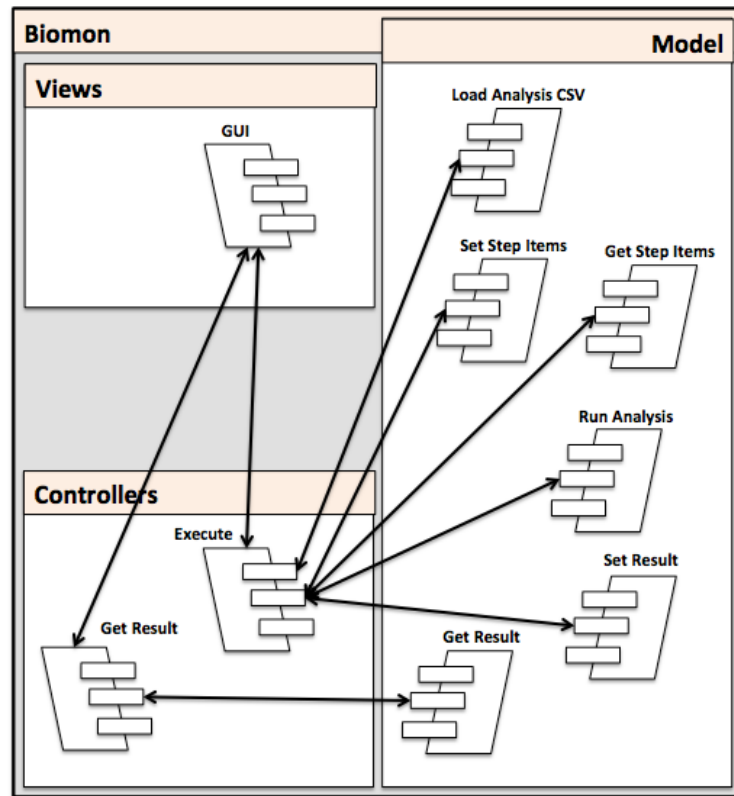 Biomon
Model
Views
Load Analysis CSV
GUI
Set Step Items
Get Step Items
Run Analysis
Controllers
Execute
Set Result
Get Result
Get Result